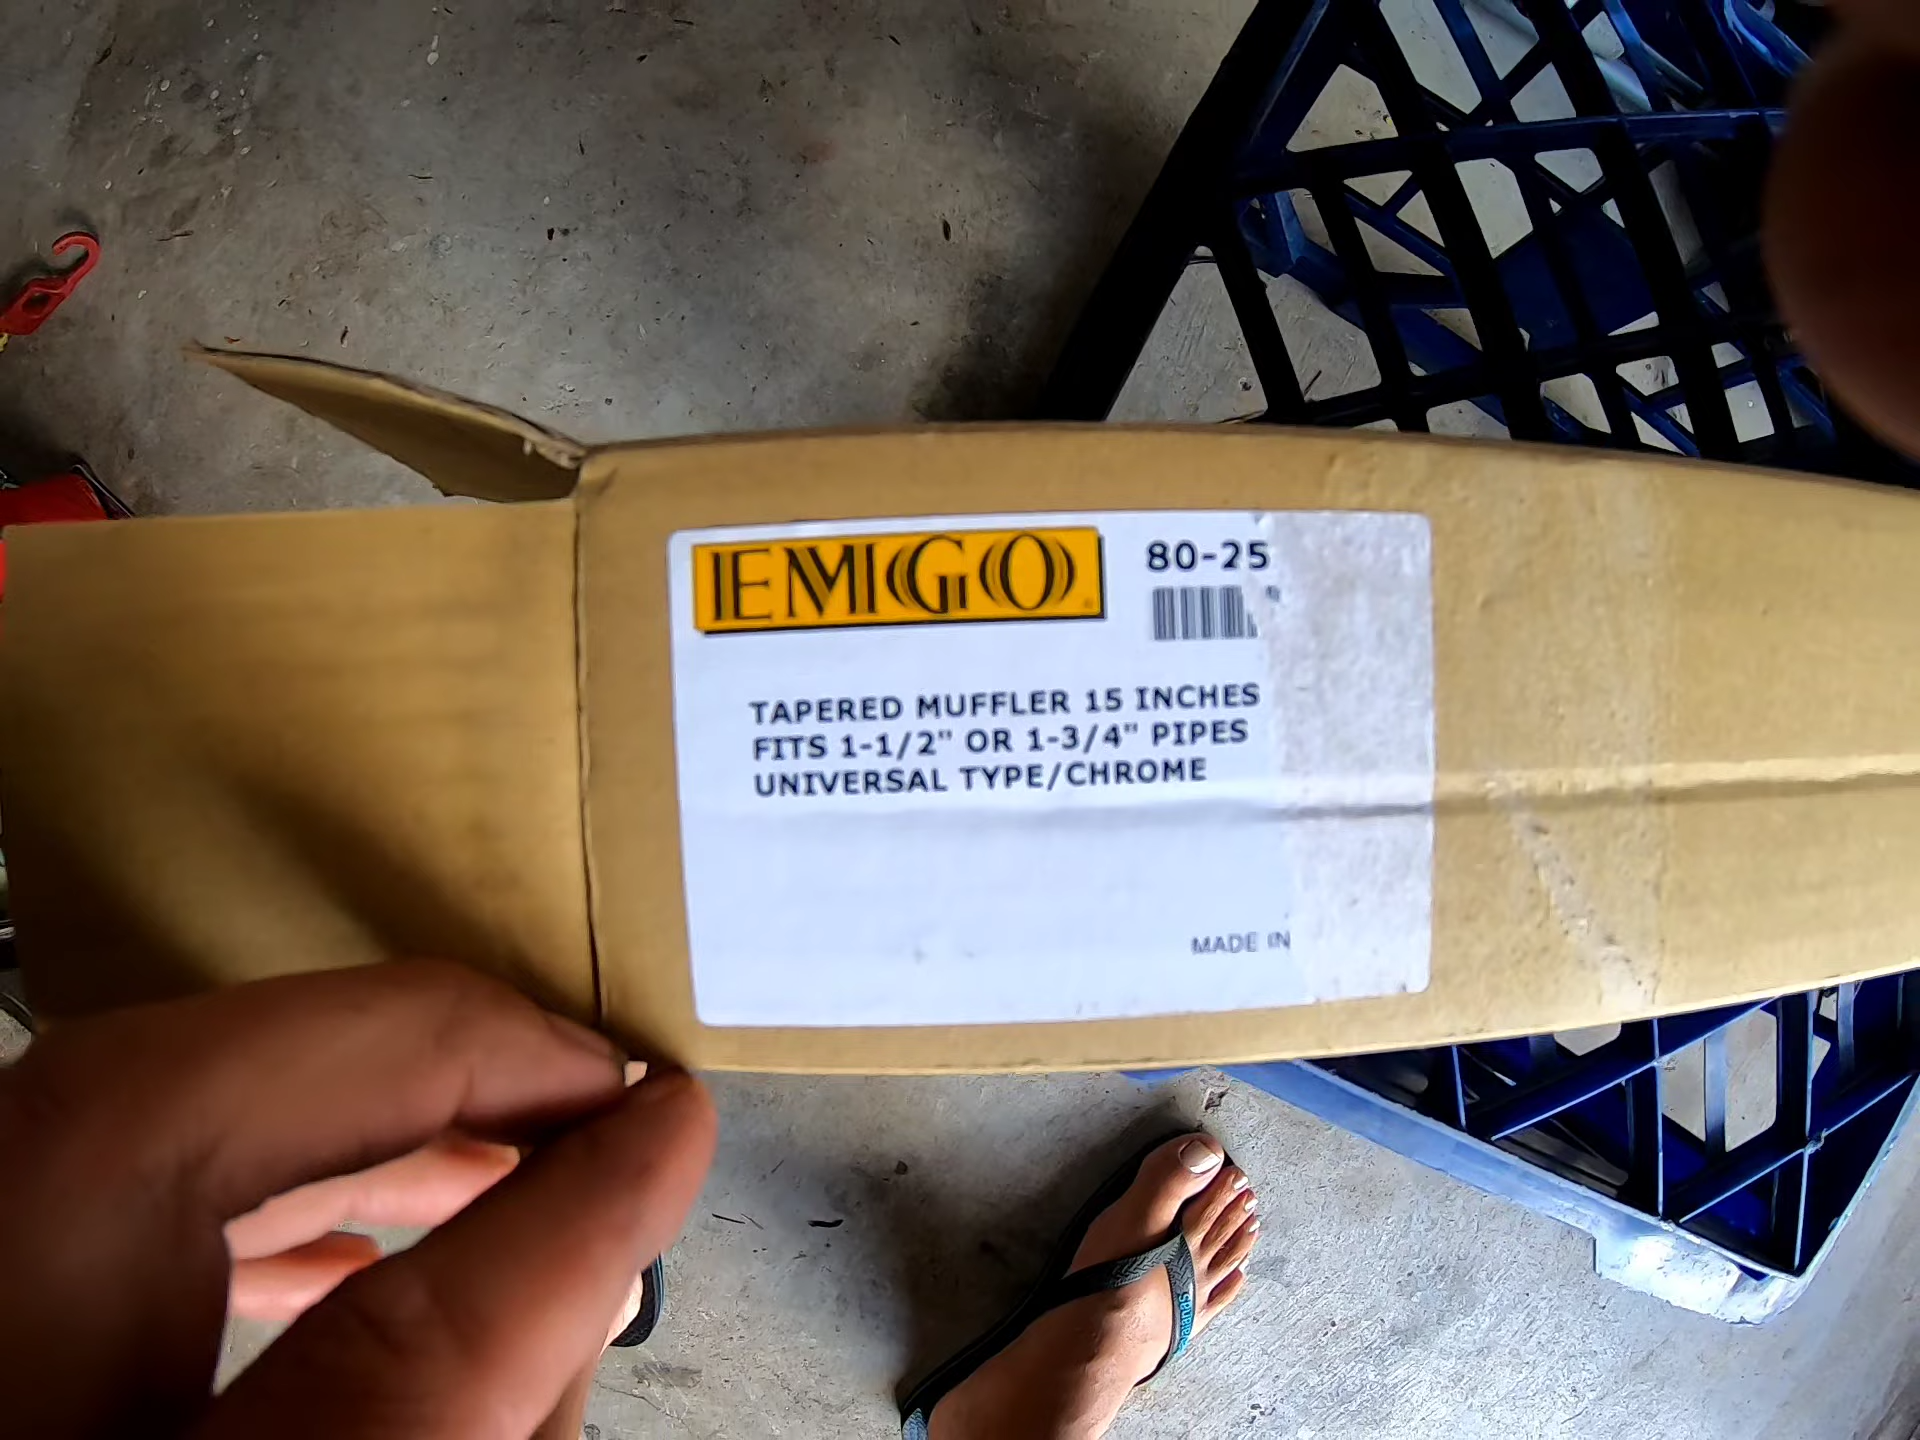 EMGO
80-25
TAPERED MUFFLER 15 INCHES
FITS 1-1/2" OR 1-3/4" PIPES
UNIVERSAL TYPE/CHROME
MADE IN